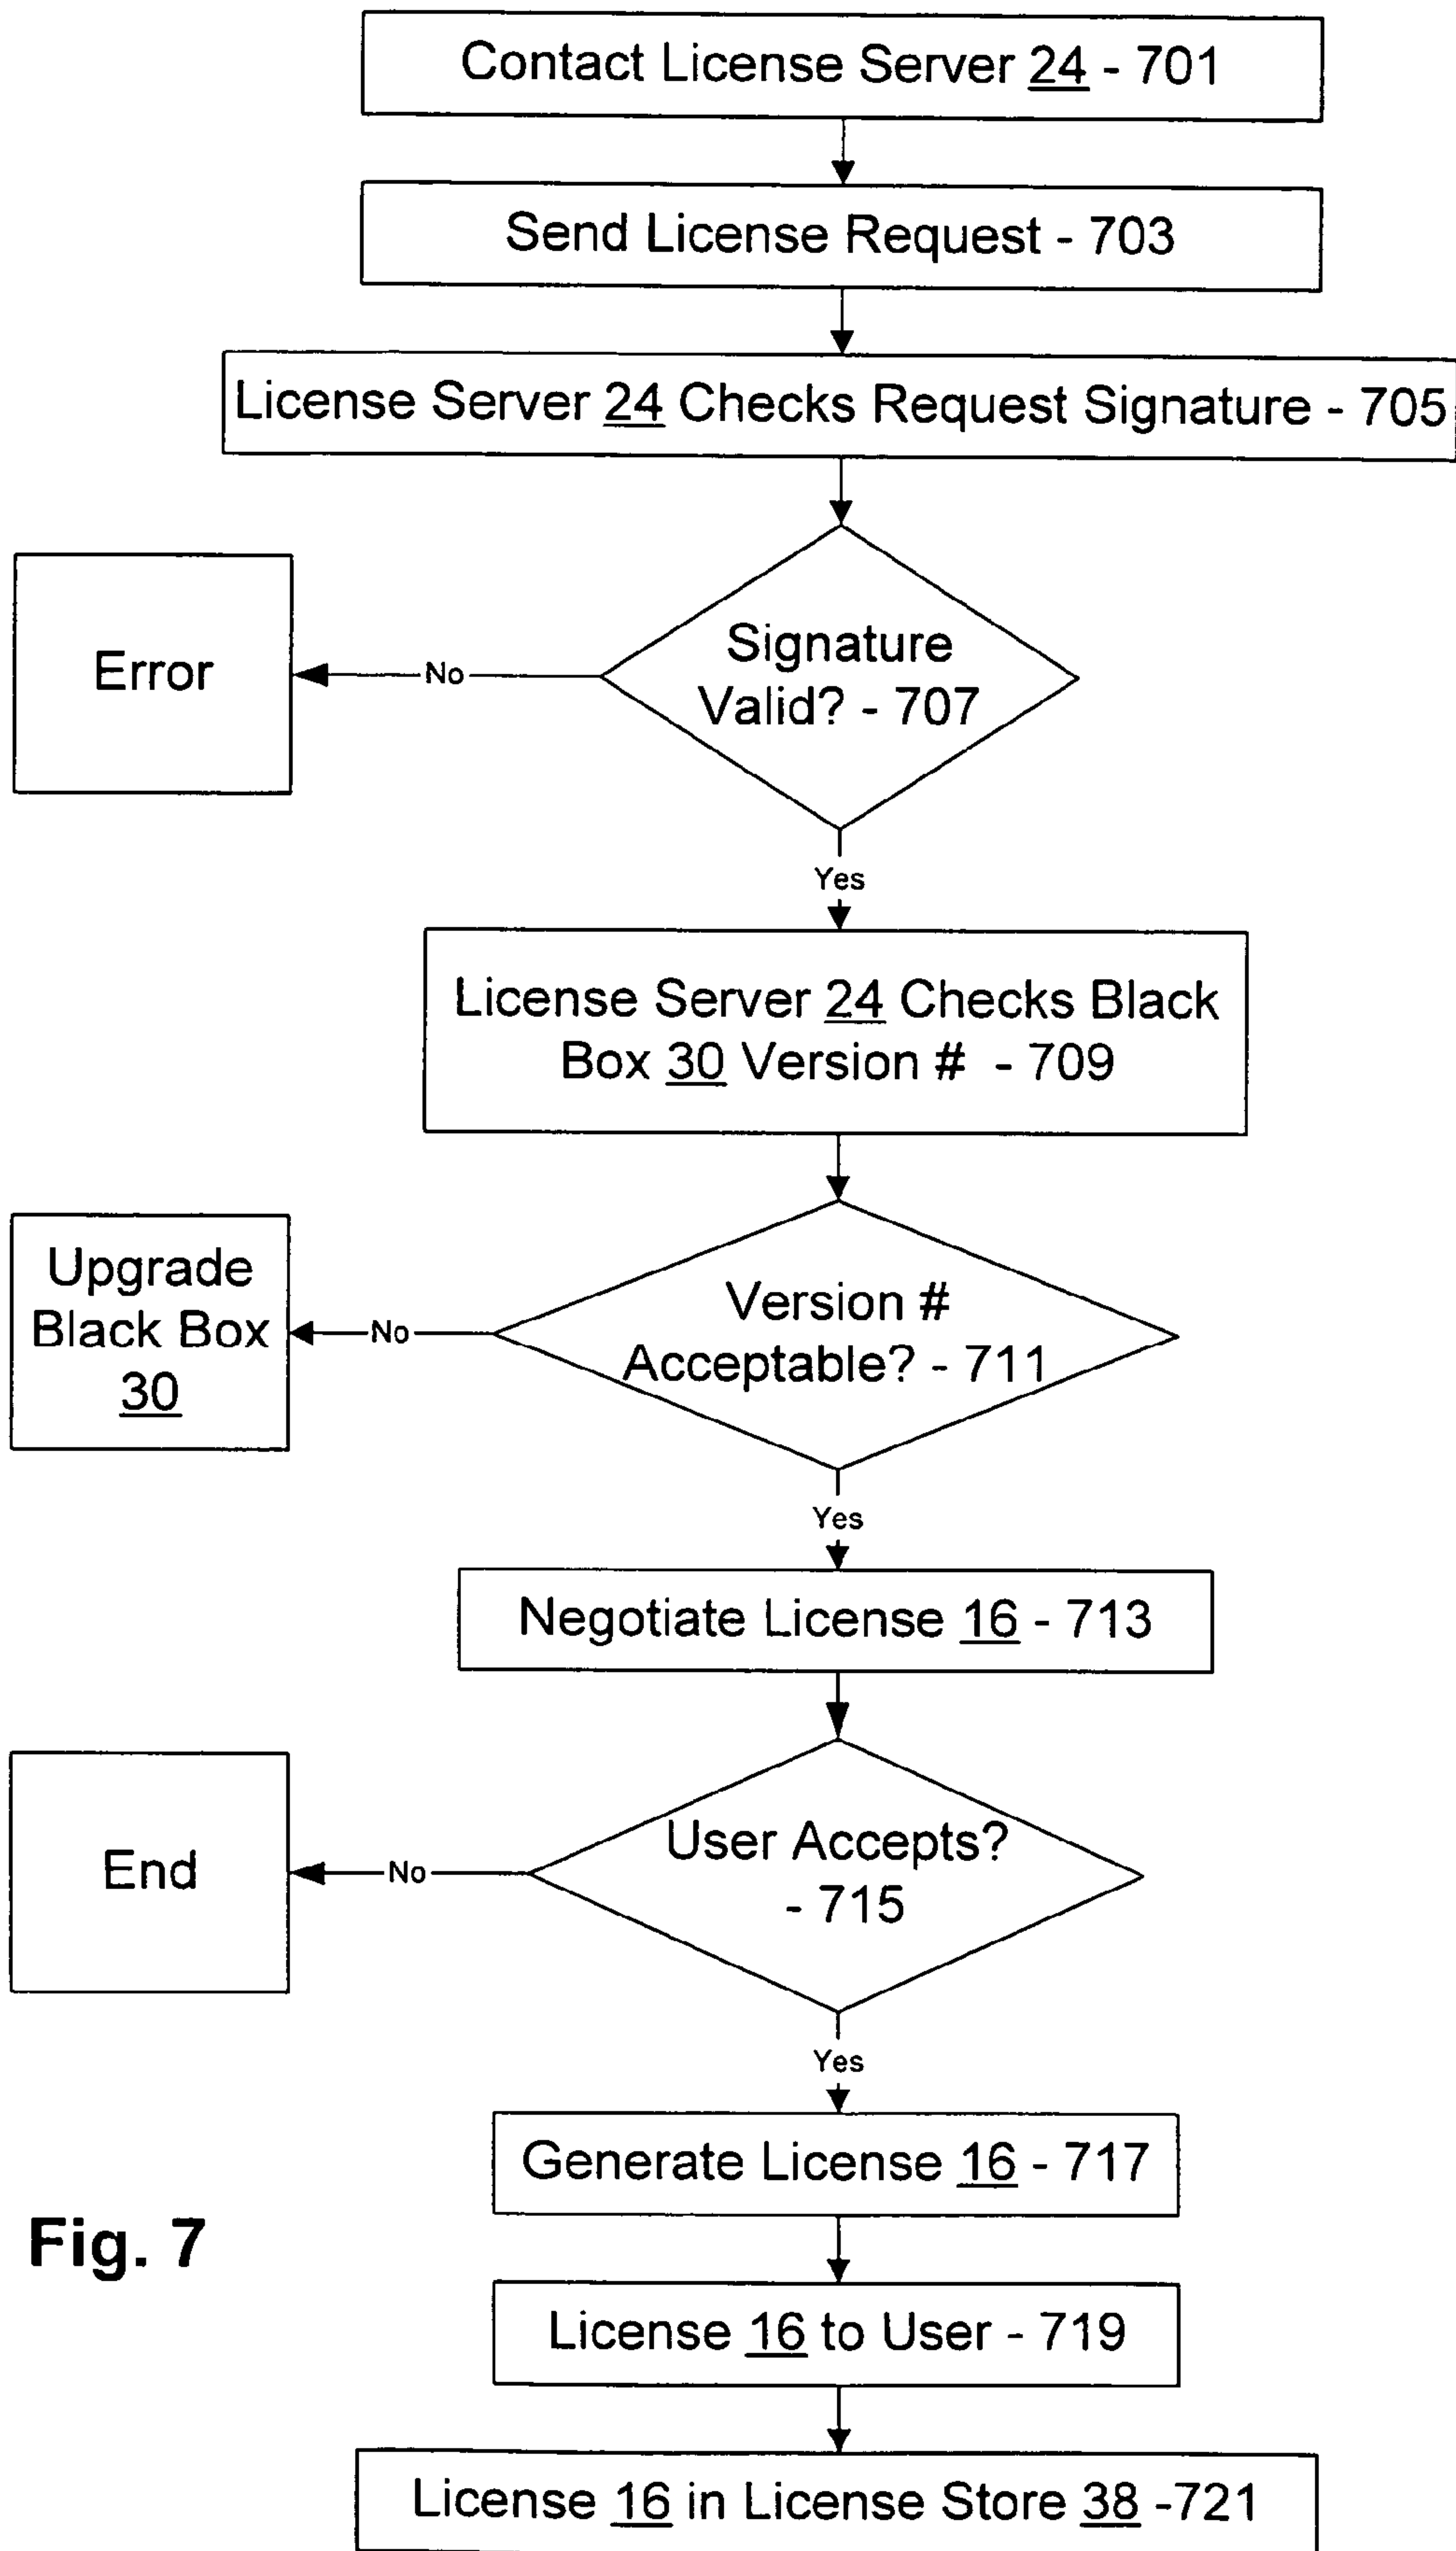 Contact License Server 24 - 701
Send License Request - 703
License Server 24 Checks Request Signature - 705
Error
No
Signature
Valid? - 707
Yes
License Server 24 Checks Black
Box 30 Version # - 709
Upgrade
Black Box
30
No
Version #
Acceptable? - 711
Yes
Negotiate License 16 - 713
End
No
User Accepts?
- 715
Yes
Generate License 16 - 717
Fig. 7
License 16 to User - 719
License 16 in License Store 38 -721